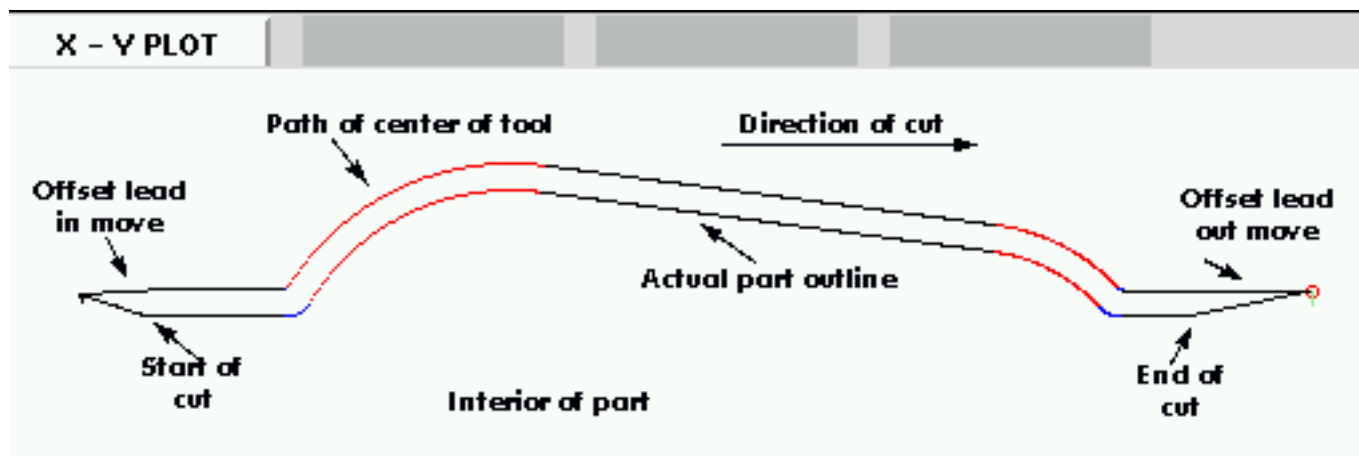 X - Y PLOT
Path of center of tool
Direction of cut
Offset lead
in move
Offset lead
out move
Actual part outline
Start of
cut
End of
cut
Interior of part